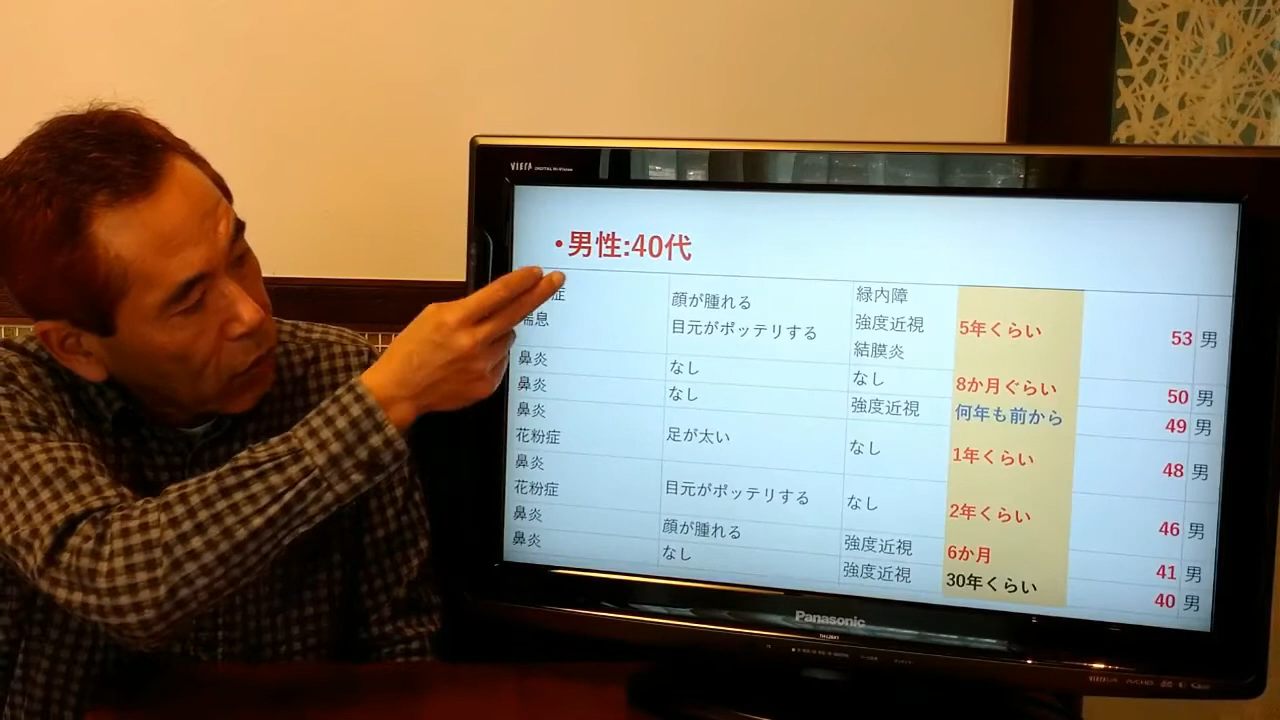 VIERA DIGITAL Hi-Vision
•男性:40代
症 顔が腫れる 緑内障
喘息 目元がボッテリする 強度近視 5年くらい 53 男
結膜炎
鼻炎 なし なし 8か月ぐらい 50 男
鼻炎 なし 強度近視 何年も前から 49 男
鼻炎
花粉症 足が太い なし 1年くらい 48 男
鼻炎
花粉症 目元がボッテリする なし 2年くらい 46 男
鼻炎 顔が腫れる 強度近視 6か月 41 男
鼻炎 なし 強度近視 30年くらい 40 男
Panasonic